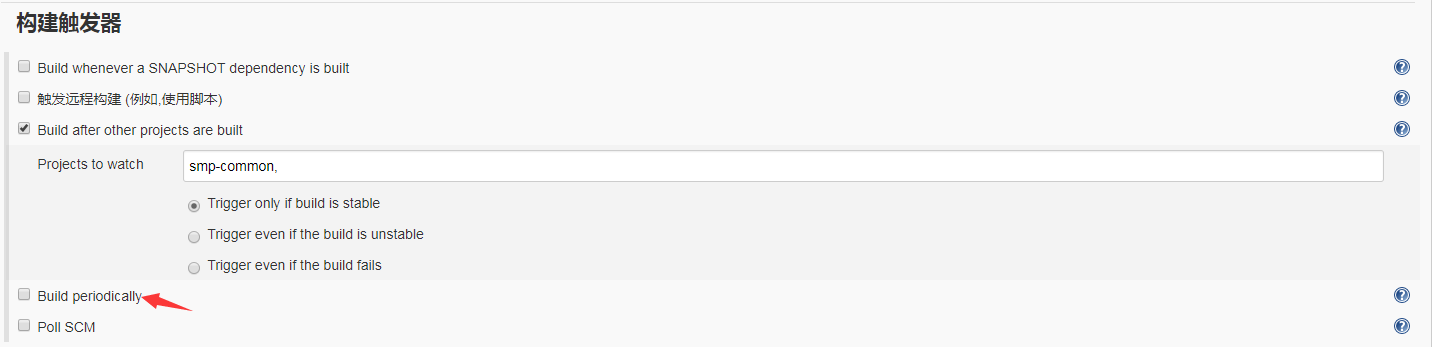 构建触发器
Build whenever a SNAPSHOT dependency is built
触发远程构建 (例如,使用脚本)
Build after other projects are built
Projects to watch smp-common,
Trigger only if build is stable
Trigger even if the build is unstable
Trigger even if the build fails
Build periodically
Poll SCM